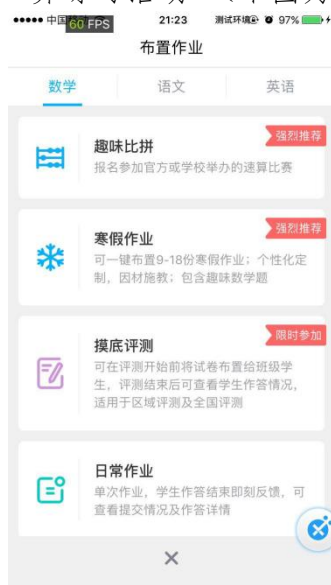 中国
60 FPS
21:23
测试环境
97%
布置作业
数学
语文
英语
强烈推荐
趣味比拼
报名参加官方或学校举办的速算比赛
强烈推荐
寒假作业
可一键布置9-18份寒假作业；个性化定
制，因材施教；包含趣味数学题
限时参加
摸底评测
可在评测开始前将试卷布置给班级学
生，评测结束后可查看学生作答情况，
适用于区域评测及全国评测
日常作业
单次作业，学生作答结束即刻反馈，可
查看提交情况及作答详情